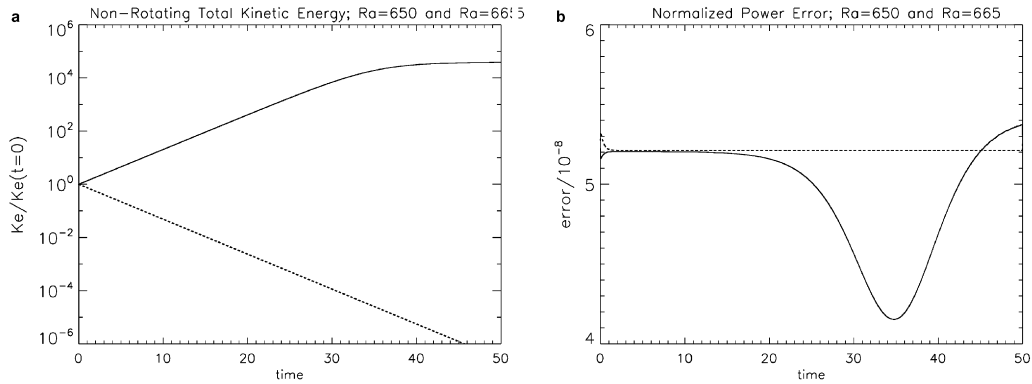 a
Non-Rotating Total Kinetic Energy; Ra=650 and Ra=665
10^6
10^4
10^2
10^0
10^-2
10^-4
10^-6
Ke/Ke(t=0)
0 10 20 30 40 50
time
b
Normalized Power Error; Ra=650 and Ra=665
6
5
4
error/10^-8
0 10 20 30 40 50
time